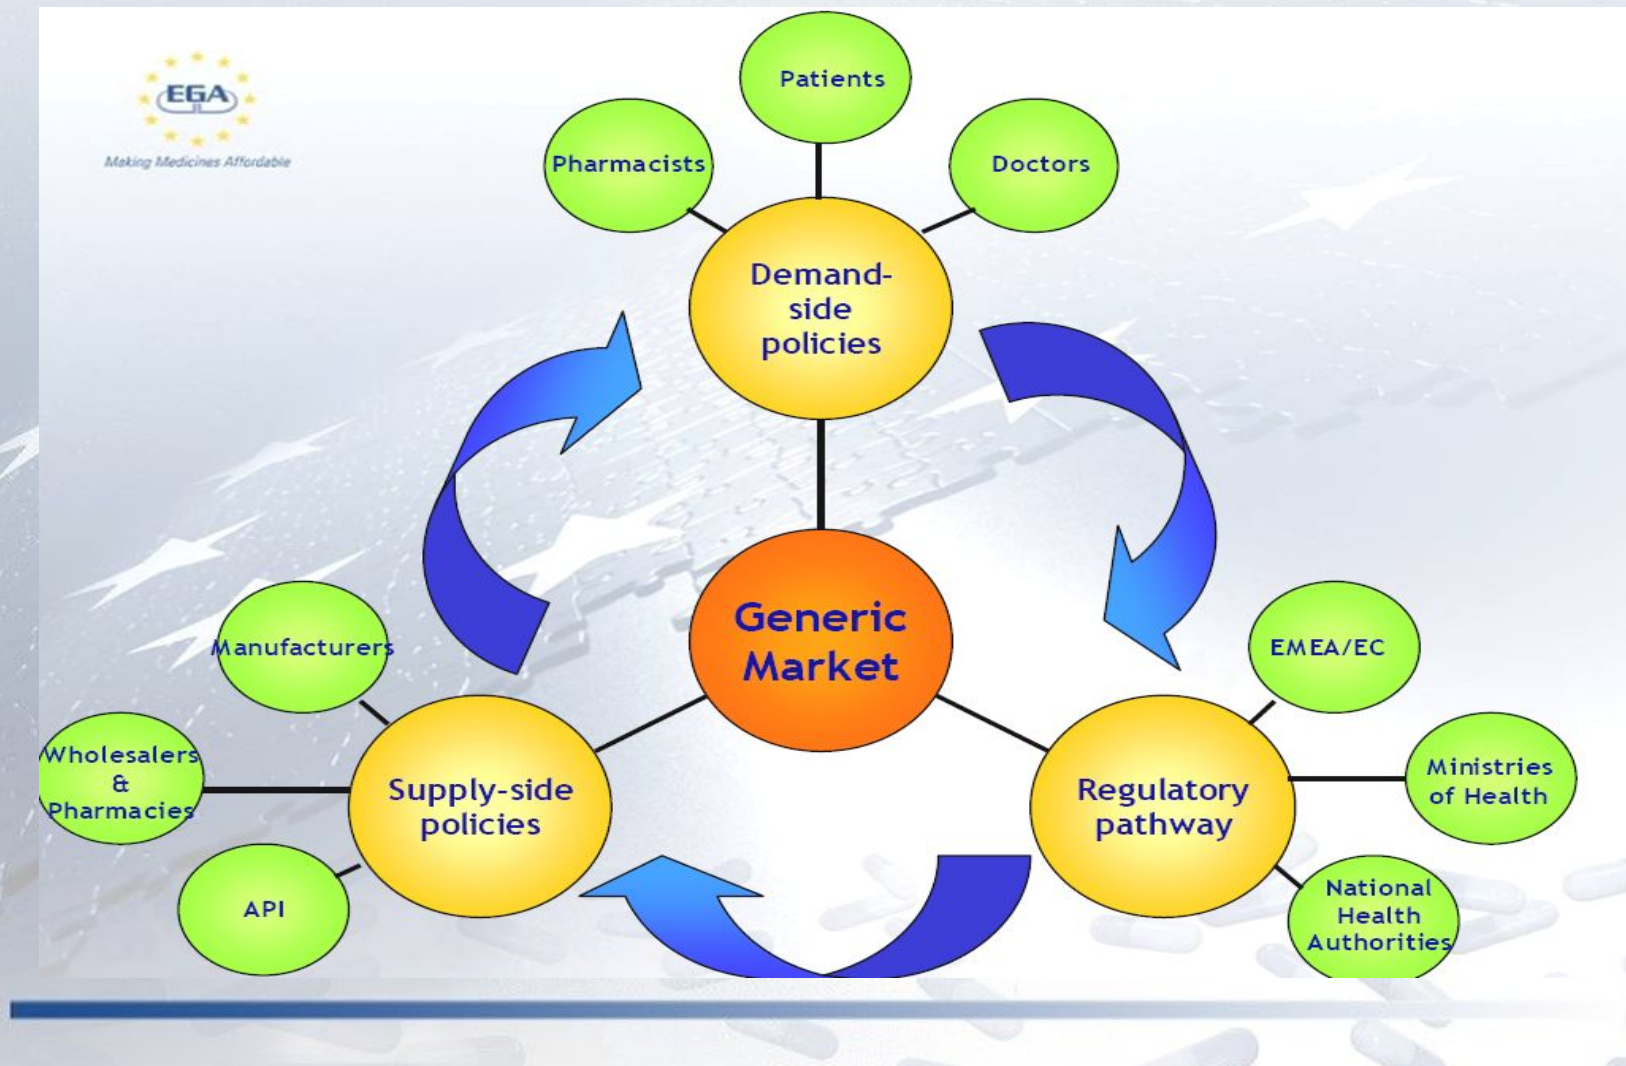 EGA
Making Medicines Affordable
Patients
Pharmacists
Doctors
Demand-
side
policies
Generic
Market
Manufacturers
Wholesalers
&
Pharmacies
API
Supply-side
policies
Regulatory
pathway
EMEA/EC
Ministries
of Health
National
Health
Authorities